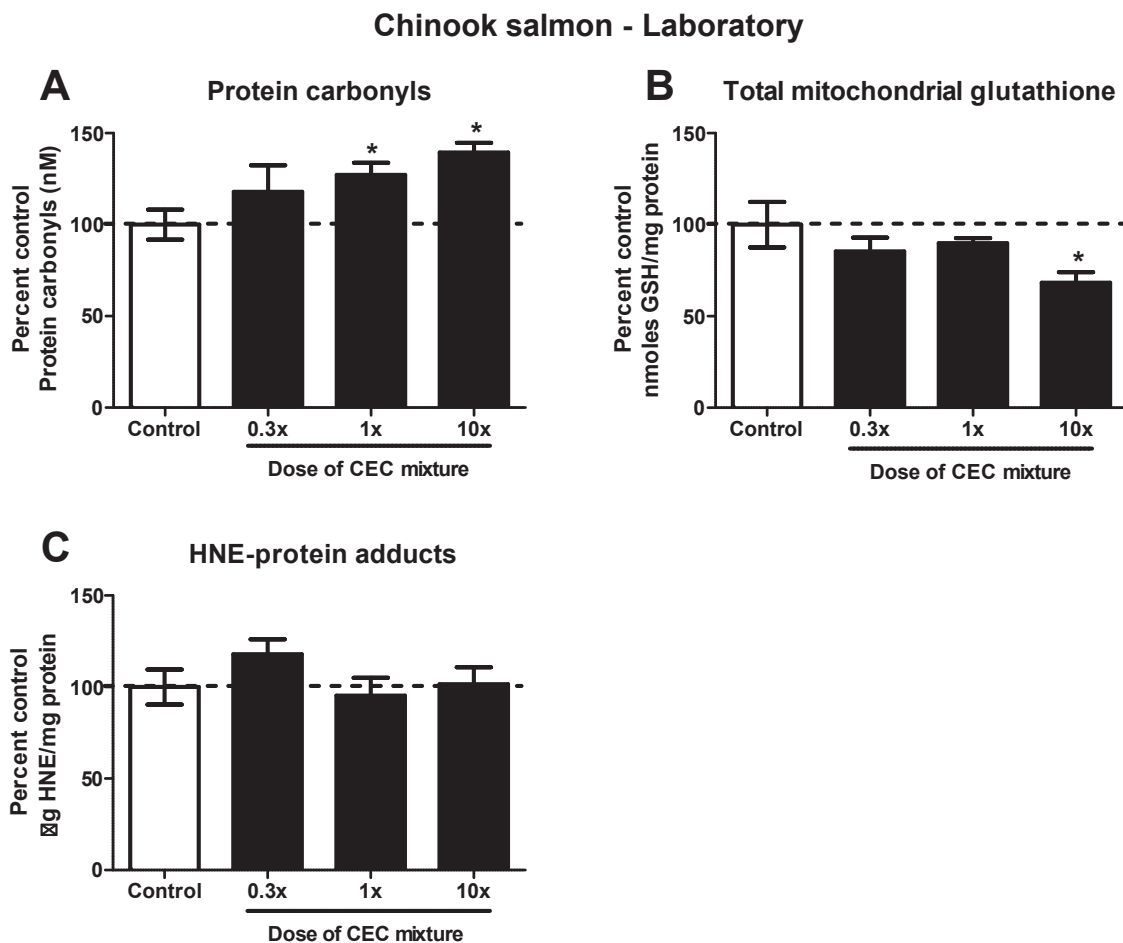 Chinook salmon - Laboratory
A
Protein carbonyls
Percent control
Protein carbonyls (nM)
150
100
50
0
*
*
Control
0.3x
1x
10x
Dose of CEC mixture
B
Total mitochondrial glutathione
Percent control
nmoles GSH/mg protein
150
100
50
0
*
Control
0.3x
1x
10x
Dose of CEC mixture
C
HNE-protein adducts
Percent control
g HNE/mg protein
150
100
50
0
Control
0.3x
1x
10x
Dose of CEC mixture